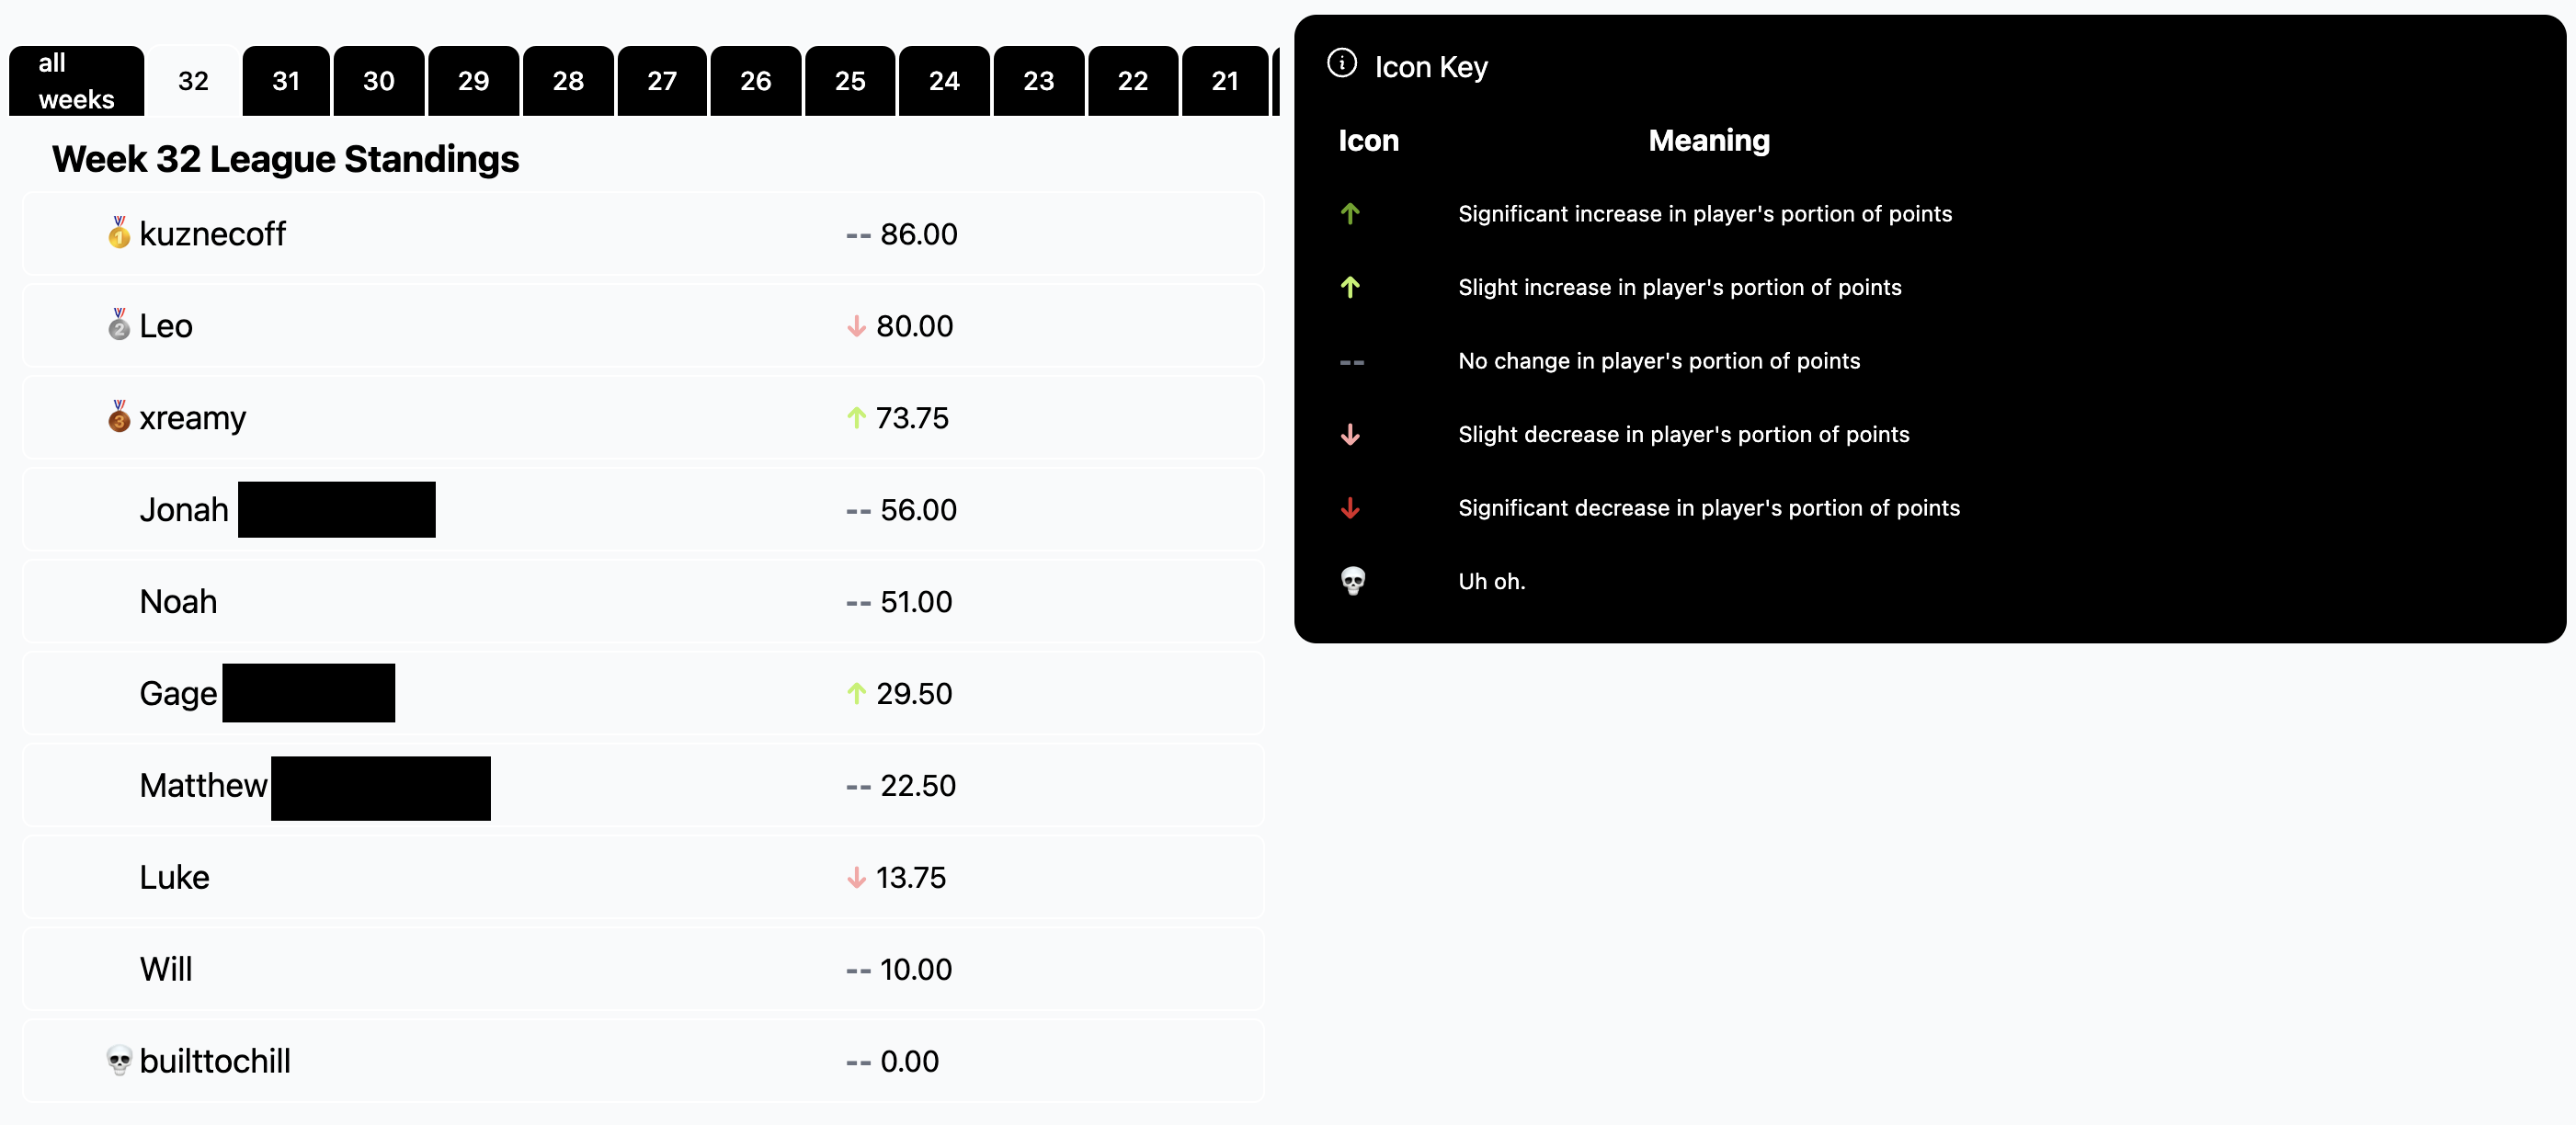 all
weeks
32
31
30
29
28
27
26
25
24
23
22
21
Week 32 League Standings
1 kuznecoff -- 86.00
2 Leo ↓ 80.00
3 xreamy ↑ 73.75
Jonah -- 56.00
Noah -- 51.00
Gage ↑ 29.50
Matthew -- 22.50
Luke ↓ 13.75
Will -- 10.00
builttochill -- 0.00
Icon Key
Icon Meaning
↑ Significant increase in player's portion of points
↑ Slight increase in player's portion of points
-- No change in player's portion of points
↓ Slight decrease in player's portion of points
↓ Significant decrease in player's portion of points
Uh oh.